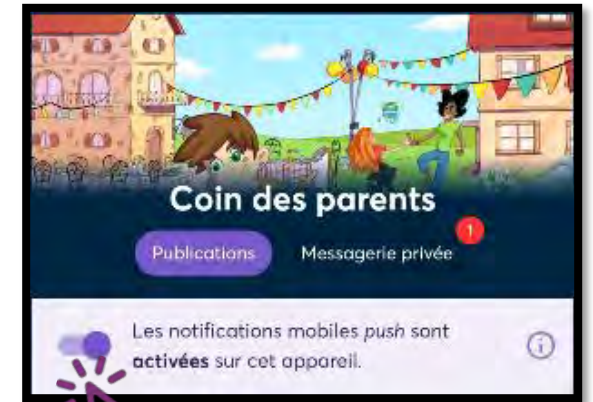 Coin des parents
Publications
Messagerie privée
1
Les notifications mobiles push sont
activées sur cet appareil.
i